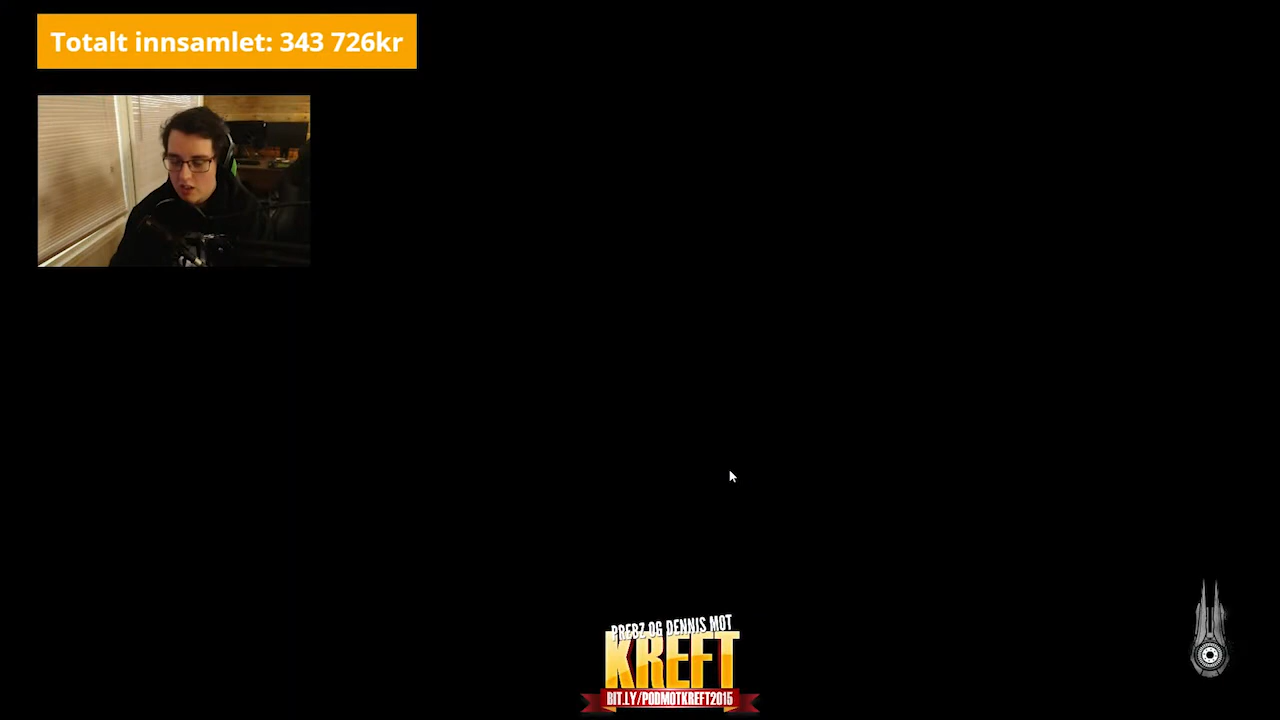 Totalt innsamlet: 343 726kr
PREBZ OG DENNIS MOT
KREFT
BIT.LY/PODMOTKREFT2015